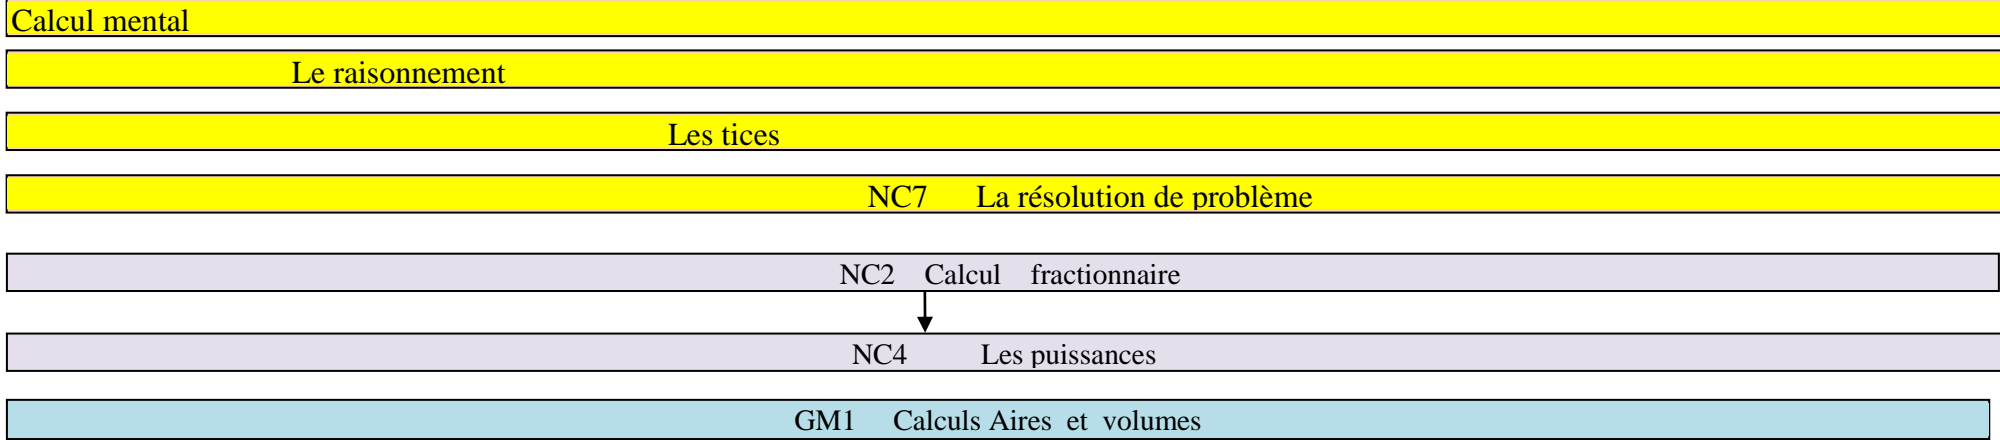 Calcul mental
Le raisonnement
Les tices
NC7 La résolution de problème
NC2 Calcul fractionnaire
NC4 Les puissances
GM1 Calculs Aires et volumes